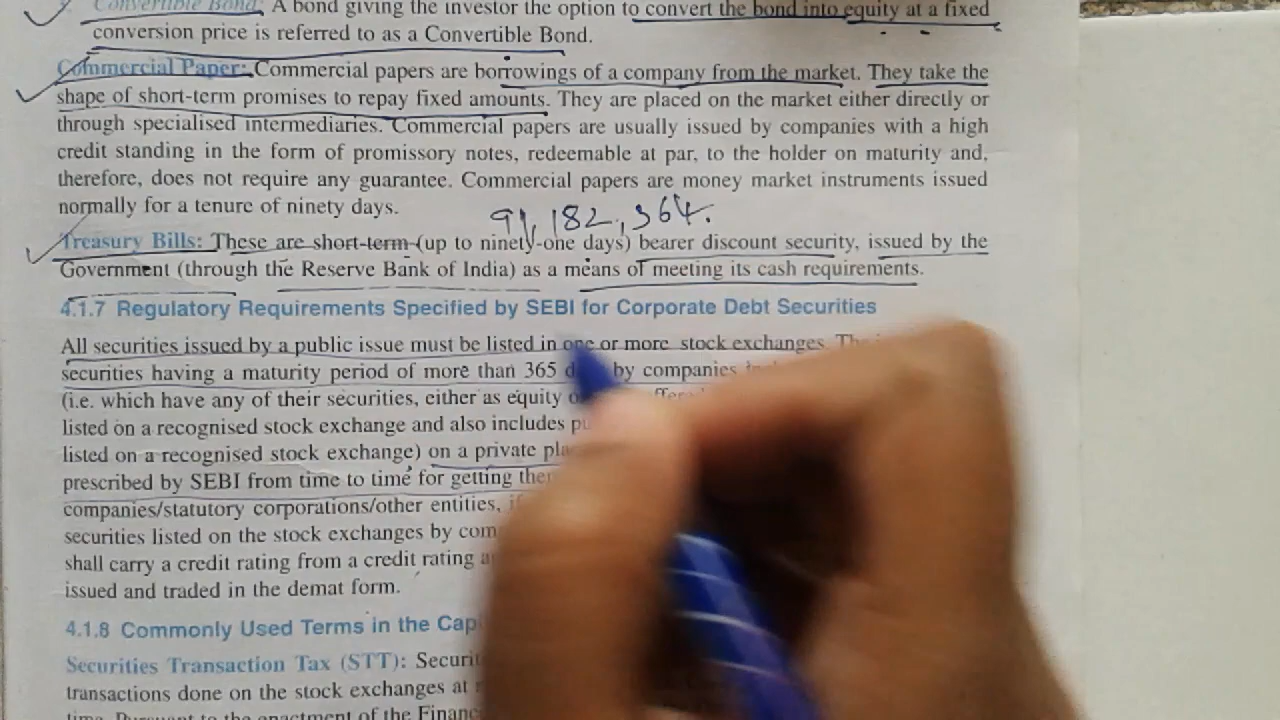 Convertible Bond: A bond giving the investor the option to convert the bond into equity at a fixed
conversion price is referred to as a Convertible Bond.
Commercial Paper: Commercial papers are borrowings of a company from the market. They take the
shape of short-term promises to repay fixed amounts. They are placed on the market either directly or
through specialised intermediaries. Commercial papers are usually issued by companies with a high
credit standing in the form of promissory notes, redeemable at par, to the holder on maturity and,
therefore, does not require any guarantee. Commercial papers are money market instruments issued
normally for a tenure of ninety days.
91, 182, 364.
Treasury Bills: These are short-term (up to ninety-one days) bearer discount security, issued by the
Government (through the Reserve Bank of India) as a means of meeting its cash requirements.
4.1.7 Regulatory Requirements Specified by SEBI for Corporate Debt Securities
All securities issued by a public issue must be listed in one or more stock exchanges.
securities having a maturity period of more than 365 by companies
(i.e. which have any of their securities, either as equity
listed on a recognised stock exchange and also includes
listed on a recognised stock exchange) on a private
prescribed by SEBI from time to time for getting
companies/statutory corporations/other entities,
securities listed on the stock exchanges by
shall carry a credit rating from a credit rating
issued and traded in the demat form.
4.1.8 Commonly Used Terms in the
Securities Transaction Tax (STT):
transactions done on the stock exchanges at
time. Pursuant to the enactment of the